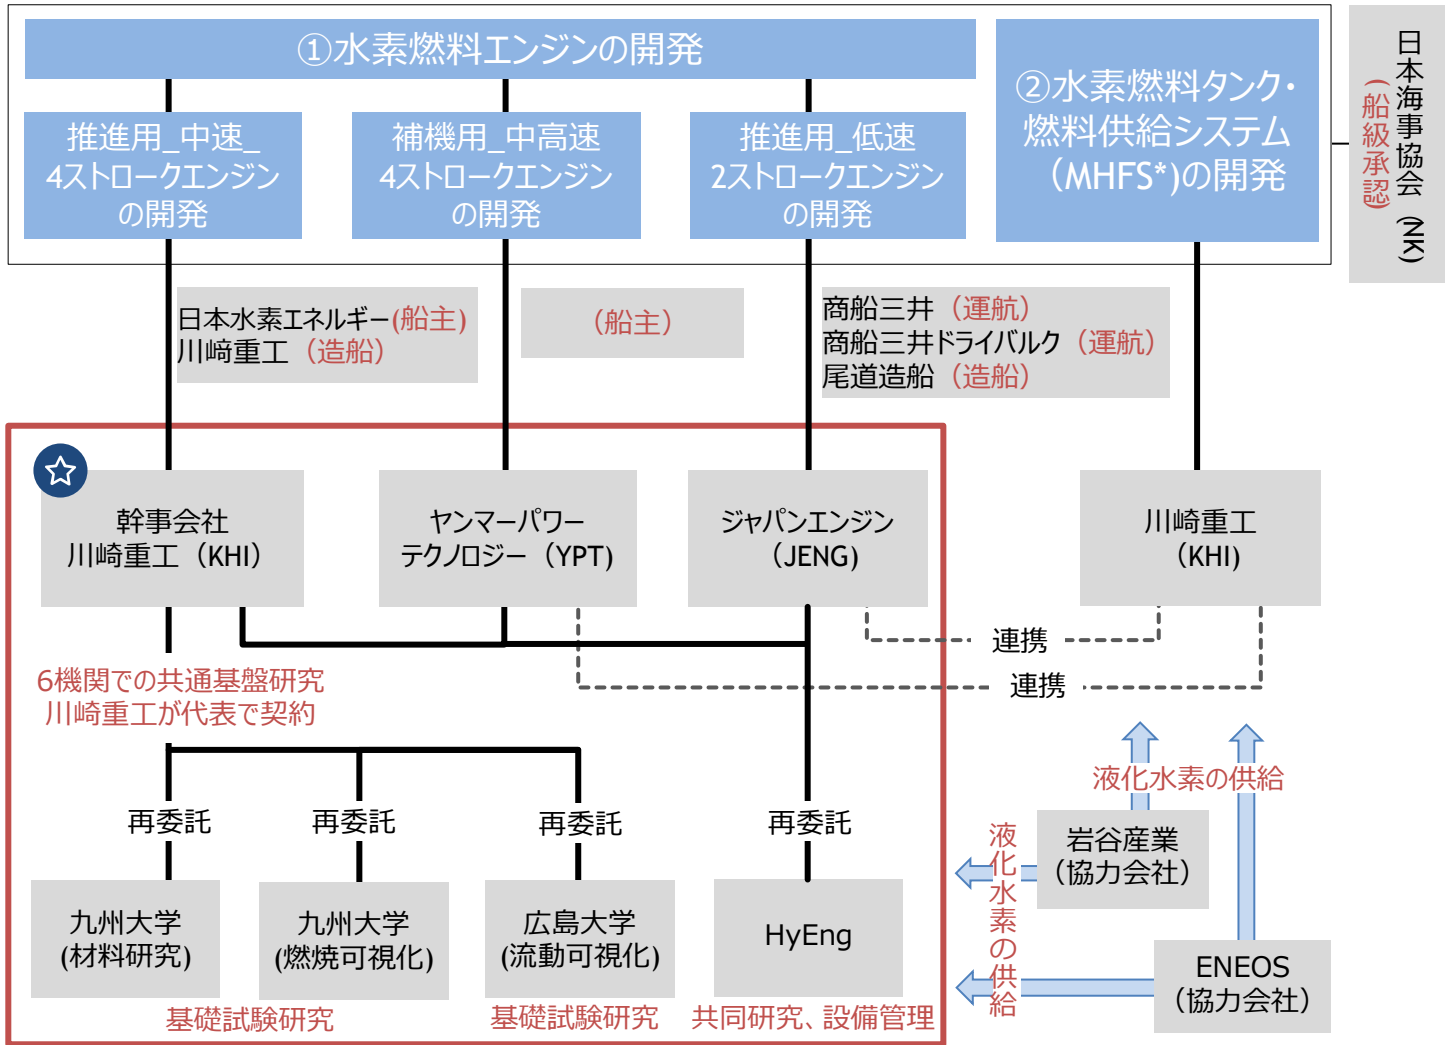 ①水素燃料エンジンの開発
推進用_中速_
4ストロークエンジン
の開発
補機用_中高速
4ストロークエンジン
の開発
推進用_低速
2ストロークエンジン
の開発
②水素燃料タンク・
燃料供給システム
（MHFS*)の開発
日本海事協会（NK)
(船級承認)
日本水素エネルギー(船主)
川﨑重工（造船）
（船主）
商船三井（運航）
商船三井ドライバルク（運航）
尾道造船（造船）
幹事会社
川崎重工（KHI）
ヤンマーパワー
テクノロジー（YPT)
ジャパンエンジン
（JENG)
川崎重工
（KHI)
連携
連携
6機関での共通基盤研究
川崎重工が代表で契約
再委託
再委託
再委託
再委託
九州大学
(材料研究)
九州大学
(燃焼可視化)
広島大学
(流動可視化)
HyEng
基礎試験研究
基礎試験研究
共同研究、設備管理
液化水素の供給
液化水素の供給
岩谷産業
（協力会社）
ENEOS
（協力会社）